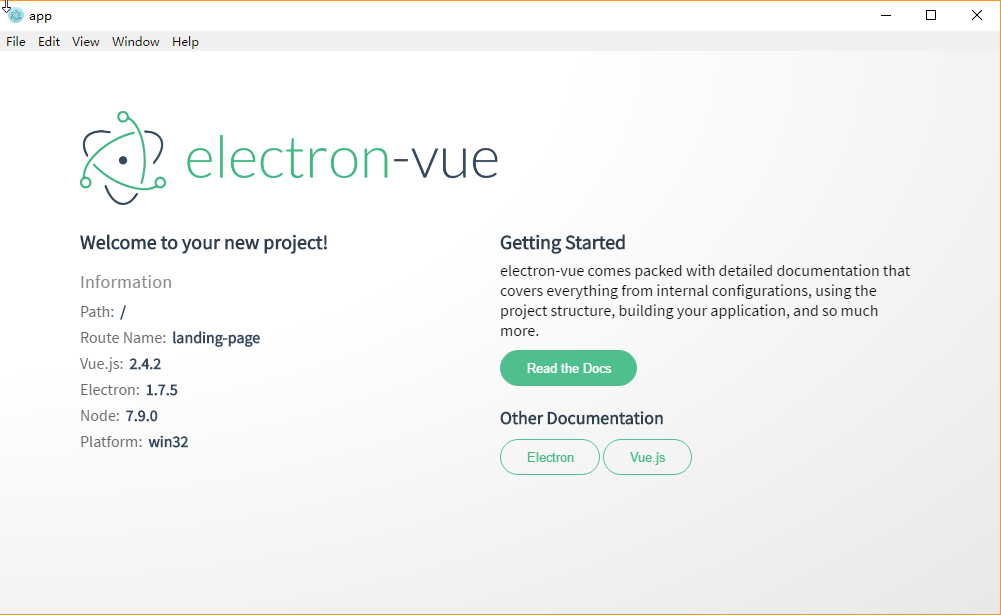 app
File Edit View Window Help
electron-vue
Welcome to your new project!
Information
Path: /
Route Name: landing-page
Vue.js: 2.4.2
Electron: 1.7.5
Node: 7.9.0
Platform: win32
Getting Started
electron-vue comes packed with detailed documentation that
covers everything from internal configurations, using the
project structure, building your application, and so much
more.
Read the Docs
Other Documentation
Electron Vue.js